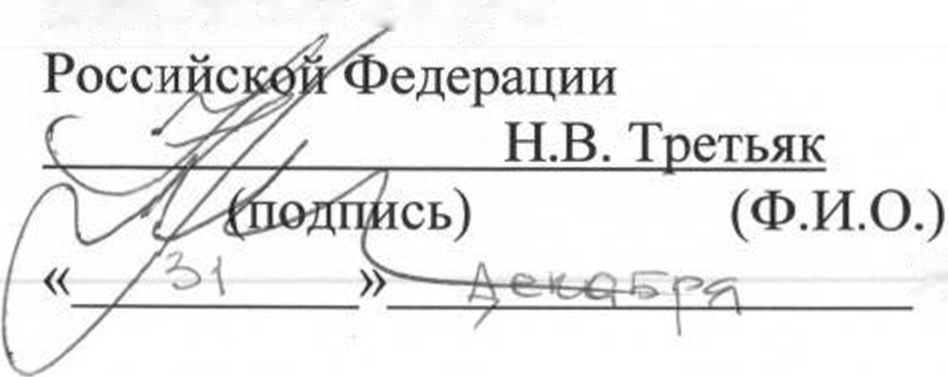 Российской Федерации
Н.В. Третьяк
(подпись) (Ф.И.О.)
« 31 » декабря